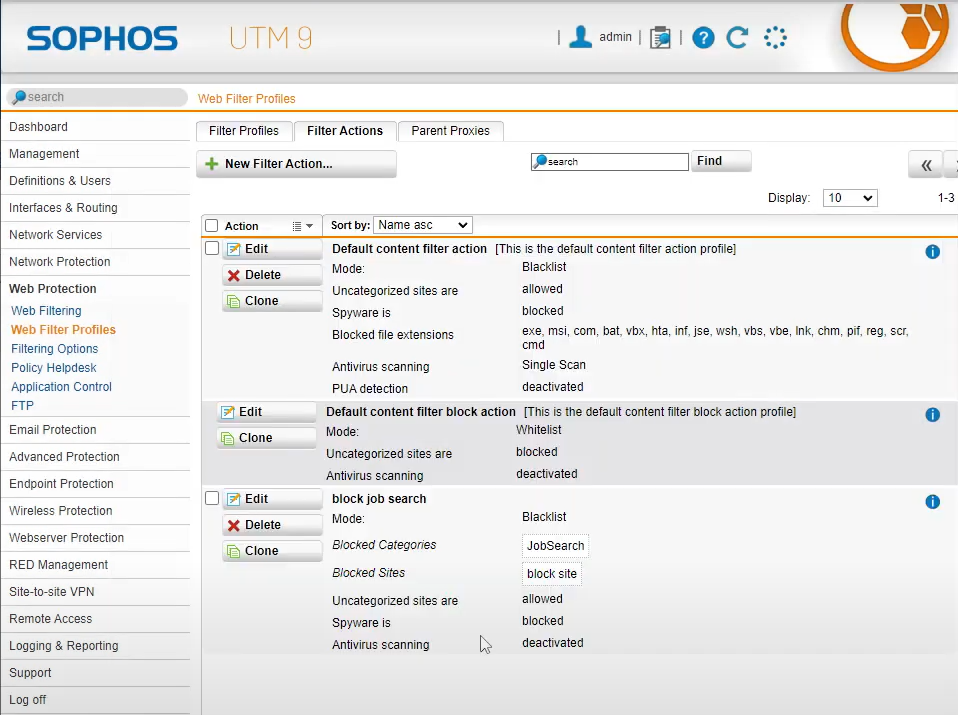 SOPHOS UTM 9
| admin | | ?
search
Web Filter Profiles
Dashboard
Management
Definitions & Users
Interfaces & Routing
Network Services
Network Protection
Web Protection
Web Filtering
Web Filter Profiles
Filtering Options
Policy Helpdesk
Application Control
FTP
Email Protection
Advanced Protection
Endpoint Protection
Wireless Protection
Webserver Protection
RED Management
Site-to-site VPN
Remote Access
Logging & Reporting
Support
Log off
Filter Profiles Filter Actions Parent Proxies
New Filter Action...
search Find «
Display: 10 1-3
Action Sort by: Name asc
Edit Default content filter action [This is the default content filter action profile] i
Delete Mode: Blacklist
Clone Uncategorized sites are allowed
Spyware is blocked
Blocked file extensions exe, msi, com, bat, vbx, hta, inf, jse, wsh, vbs, vbe, lnk, chm, pif, reg, scr,
cmd
Antivirus scanning Single Scan
PUA detection deactivated
Edit Default content filter block action [This is the default content filter block action profile] i
Clone Mode: Whitelist
Uncategorized sites are blocked
Antivirus scanning deactivated
Edit block job search i
Delete Mode: Blacklist
Clone Blocked Categories JobSearch
Blocked Sites block site
Uncategorized sites are allowed
Spyware is blocked
Antivirus scanning deactivated